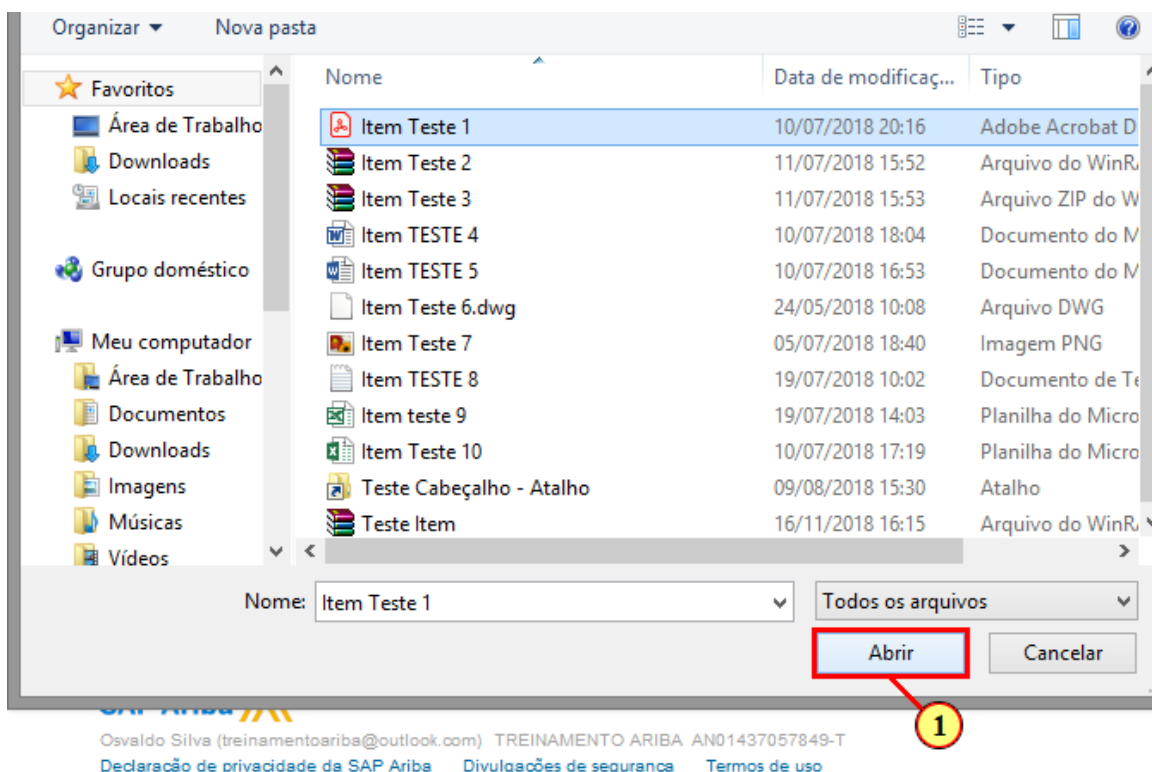 Organizar Nova pasta
Nome Data de modificaç... Tipo
Favoritos
Área de Trabalho
Downloads
Locais recentes
Grupo doméstico
Meu computador
Área de Trabalho
Documentos
Downloads
Imagens
Músicas
Vídeos
Item Teste 1 10/07/2018 20:16 Adobe Acrobat D
Item Teste 2 11/07/2018 15:52 Arquivo do WinR
Item Teste 3 11/07/2018 15:53 Arquivo ZIP do W
Item TESTE 4 10/07/2018 18:04 Documento do M
Item TESTE 5 10/07/2018 16:53 Documento do M
Item Teste 6.dwg 24/05/2018 10:08 Arquivo DWG
Item Teste 7 05/07/2018 18:40 Imagem PNG
Item TESTE 8 19/07/2018 10:02 Documento de Te
Item teste 9 19/07/2018 14:03 Planilha do Micro
Item Teste 10 10/07/2018 17:19 Planilha do Micro
Teste Cabeçalho - Atalho 09/08/2018 15:30 Atalho
Teste Item 16/11/2018 16:15 Arquivo do WinR
Nome: Item Teste 1 Todos os arquivos
Abrir Cancelar
1
SAP Ariba
Osvaldo Silva (treinamentoariba@outlook.com) TREINAMENTO ARIBA AN01437057849-T
Declaração de privacidade da SAP Ariba Divulgações de segurança Termos de uso